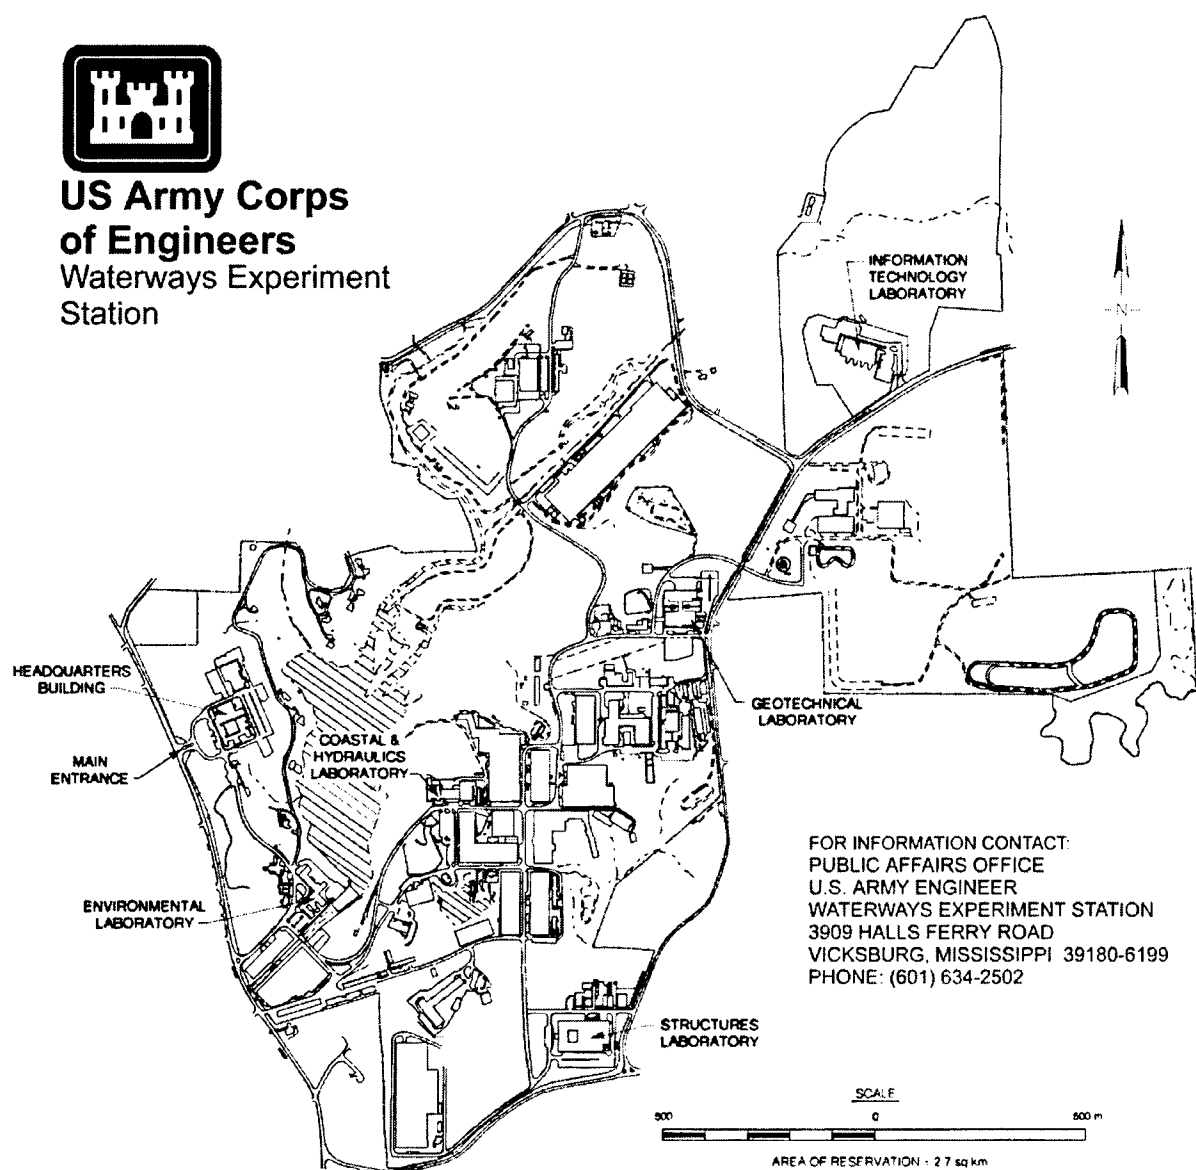 US Army Corps
of Engineers
Waterways Experiment
Station
INFORMATION
TECHNOLOGY
LABORATORY
N
HEADQUARTERS
BUILDING
MAIN
ENTRANCE
COASTAL &
HYDRAULICS
LABORATORY
GEOTECHNICAL
LABORATORY
ENVIRONMENTAL
LABORATORY
STRUCTURES
LABORATORY
FOR INFORMATION CONTACT:
PUBLIC AFFAIRS OFFICE
U.S. ARMY ENGINEER
WATERWAYS EXPERIMENT STATION
3909 HALLS FERRY ROAD
VICKSBURG, MISSISSIPPI 39180-6199
PHONE: (601) 634-2502
SCALE
0 m
AREA OF RESERVATION - 2.7 sq km